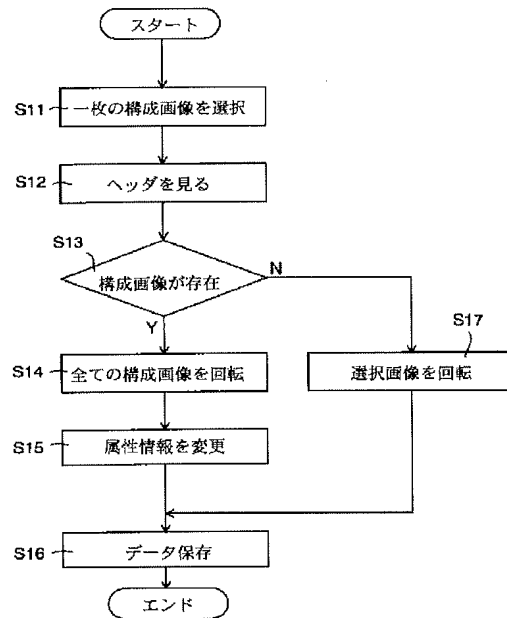 スタート
S11
一枚の構成画像を選択
S12
ヘッダを見る
S13
構成画像が存在
N
Y
S17
S14
全ての構成画像を回転
選択画像を回転
S15
属性情報を変更
S16
データ保存
エンド